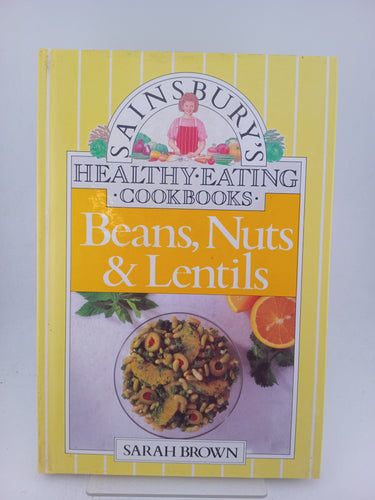 SAINSBURY'S
HEALTHY·EATING
·COOKBOOKS·
Beans, Nuts
& Lentils
SARAH BROWN